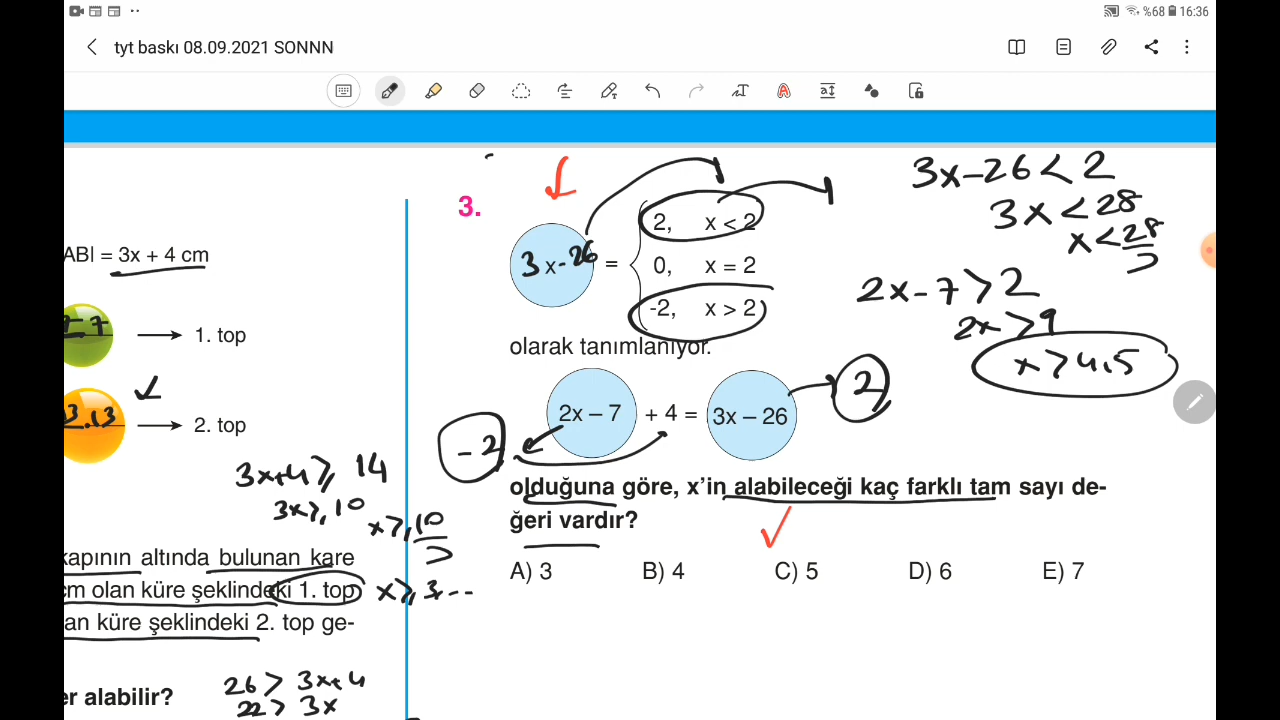 %68 16:36
tyt baskı 08.09.2021 SONNN
ABI = 3x + 4 cm
1. top
2. top
3x+4 ≥ 14
3x ≥ 10
x ≥ 10/3
kapının altında bulunan kare
cm olan küre şeklindeki 1. top
x ≥ 3...
an küre şeklindeki 2. top ge-
er alabilir?
26 > 3x+4
22 > 3x
3.
3x-26 =
2, x < 2
0, x = 2
-2, x > 2
olarak tanımlanıyor.
2x – 7 + 4 = 3x – 26
2
-2
olduğuna göre, x'in alabileceği kaç farklı tam sayı de-
ğeri vardır?
A) 3 B) 4 C) 5 D) 6 E) 7
3x-26 < 2
3x < 28
x < 28/3
2x-7 > 2
2x > 9
x > 4,5